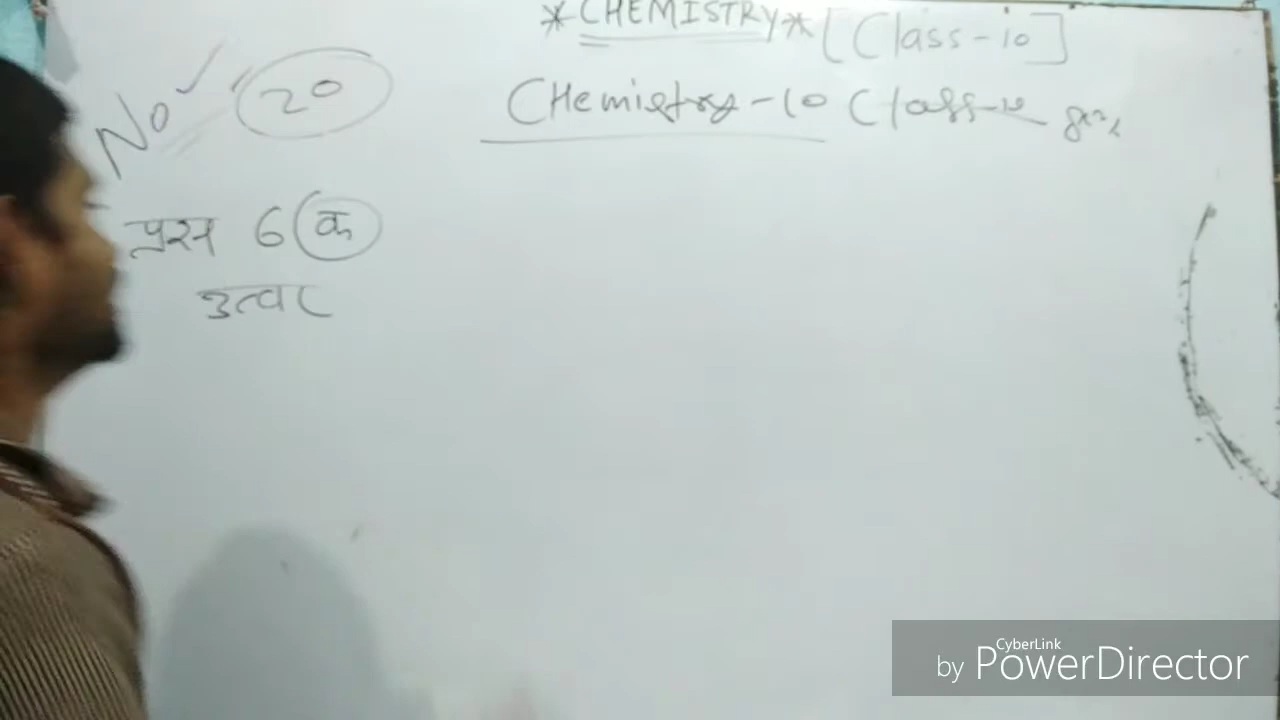 *CHEMISTRY* [Class-10]
CHemistry-10 Class-10
No 20
प्रश्न 6 (क)
उत्तर
CyberLink
by PowerDirector